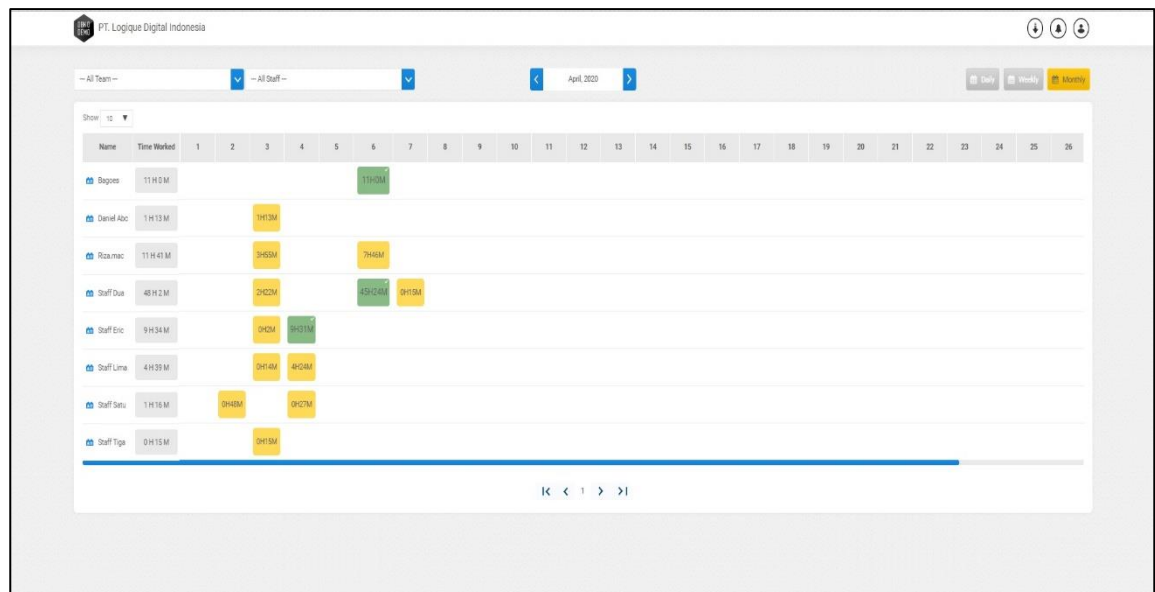 DEMO DEMO PT. Logique Digital Indonesia
-- All Team -- -- All Staff -- April, 2020 Daily Weekly Monthly
Show 10
Name Time Worked 1 2 3 4 5 6 7 8 9 10 11 12 13 14 15 16 17 18 19 20 21 22 23 24 25 26
Bagoes 11 H 0 M 11H0M
Daniel Abc 1 H 13 M 1H13M
Riza.mac 11 H 41 M 3H55M 7H46M
Staff Dua 48 H 2 M 2H22M 45H24M 0H15M
Staff Eric 9 H 34 M 0H2M 9H31M
Staff Lima 4 H 39 M 0H14M 4H24M
Staff Satu 1 H 16 M 0H48M 0H27M
Staff Tiga 0 H 15 M 0H15M
1